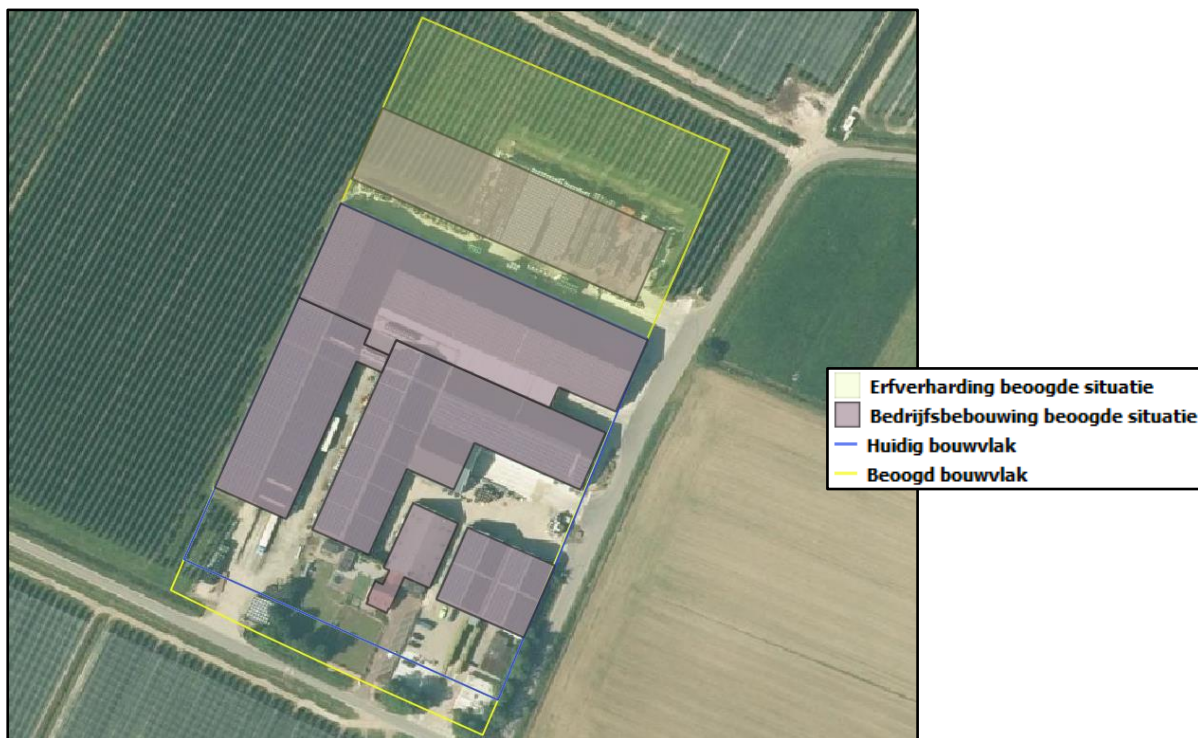 Erfverharding beoogde situatie
Bedrijfsbebouwing beoogde situatie
Huidig bouwvlak
Beoogd bouwvlak